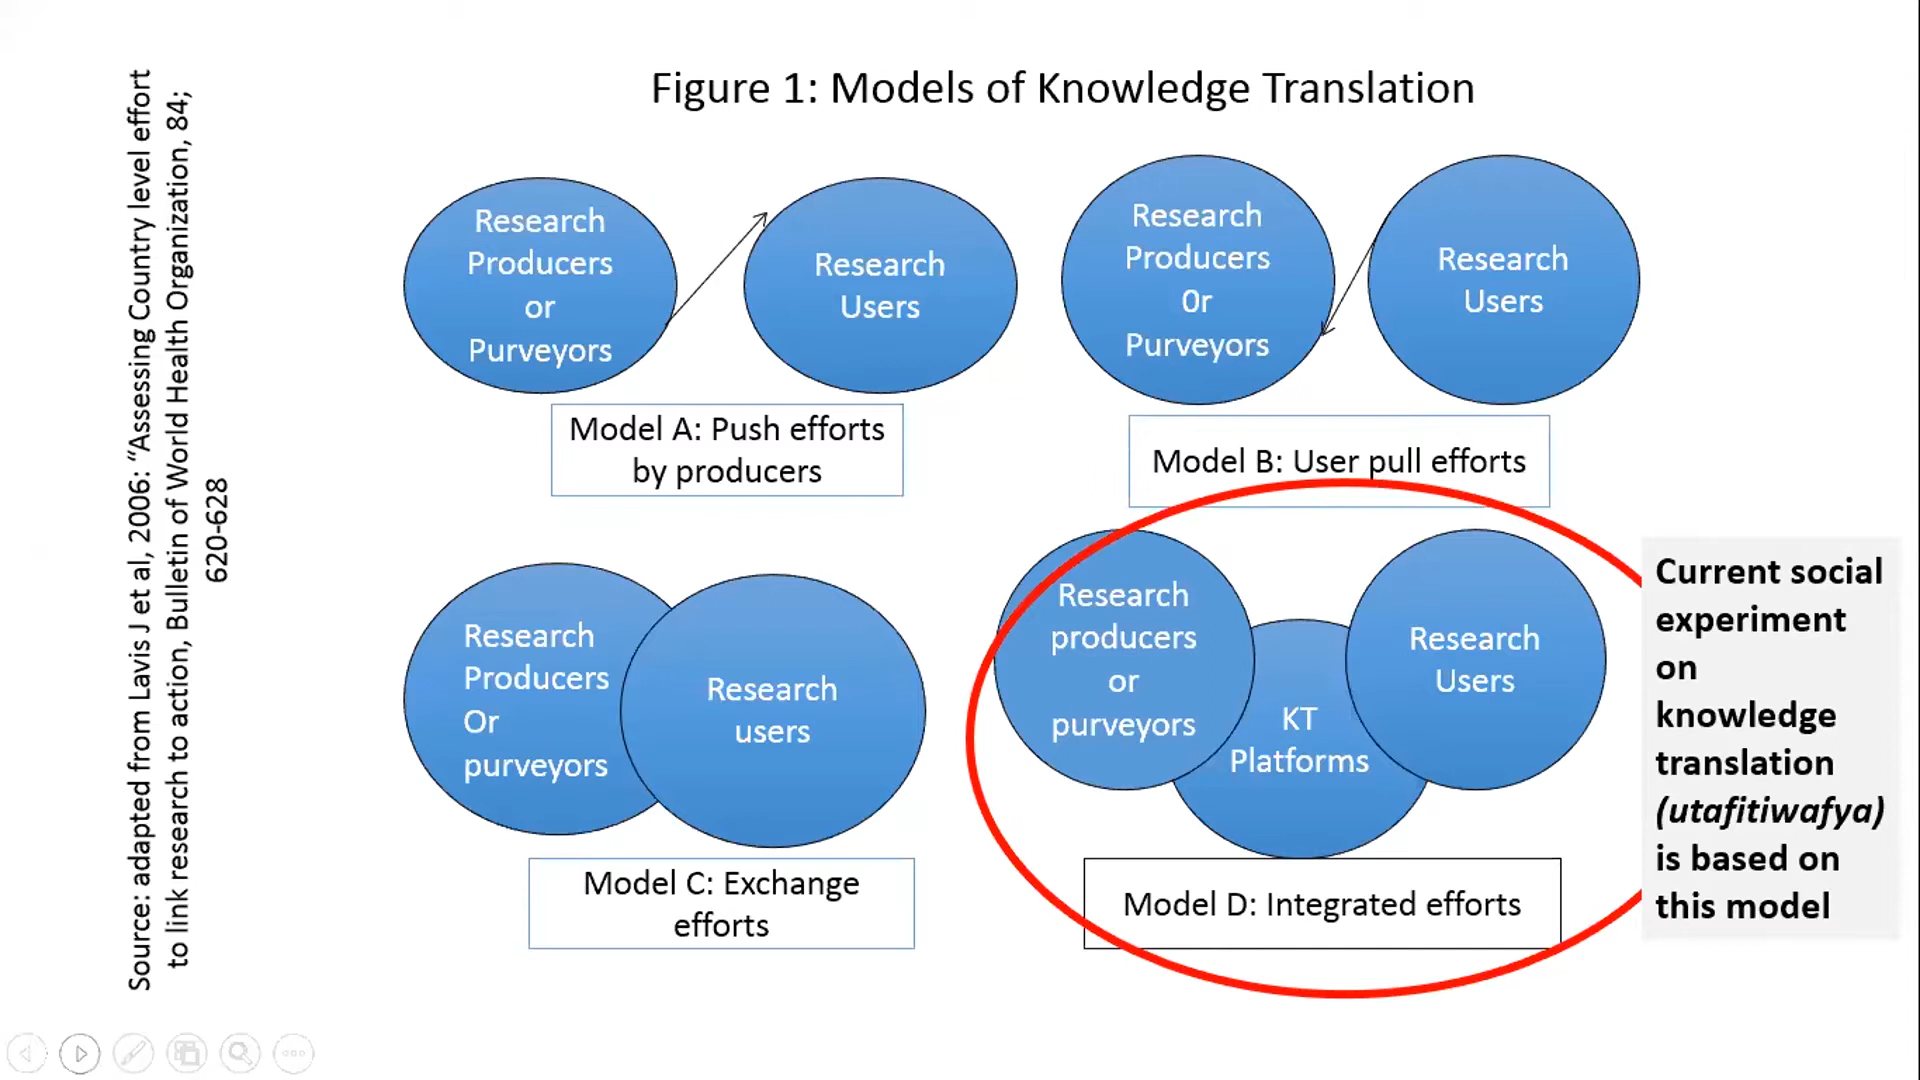 Figure 1: Models of Knowledge Translation
Source: adapted from Lavis J et al, 2006: “Assessing Country level effort
to link research to action, Bulletin of World Health Organization, 84;
620-628
Research
Producers
or
Purveyors
Research
Users
Model A: Push efforts
by producers
Research
Producers
0r
Purveyors
Research
Users
Model B: User pull efforts
Research
Producers
Or
purveyors
Research
users
Model C: Exchange
efforts
Research
producers
or
purveyors
KT
Platforms
Research
Users
Model D: Integrated efforts
Current social
experiment
on
knowledge
translation
(utafitiwafya)
is based on
this model